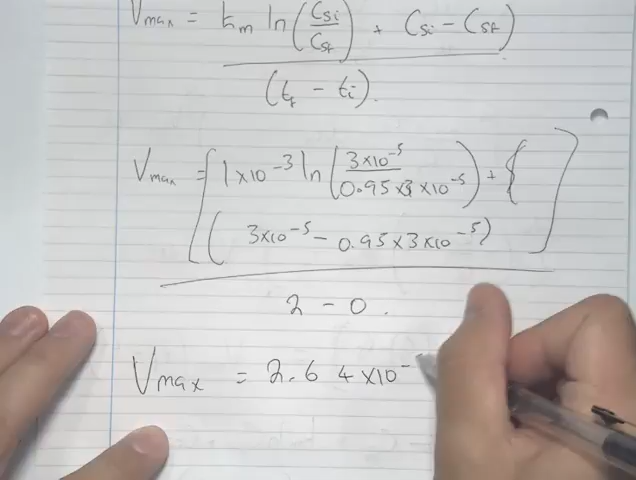 Vmax = km ln(Csi/Csf) + (Csi - Csf)
(tf - ti).
Vmax = [1×10⁻³ ln(3×10⁻⁵/0.95×3×10⁻⁵) + {
(3×10⁻⁵ - 0.95×3×10⁻⁵)]
2 - 0.
Vmax = 2.64×10⁻